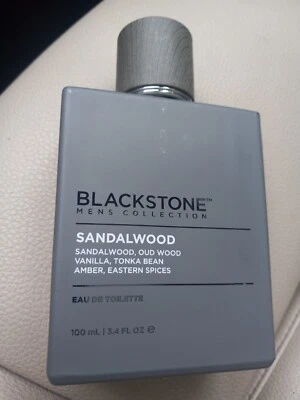 BLACKSTONE
MENS COLLECTION
SANDALWOOD
SANDALWOOD, OUD WOOD
VANILLA, TONKA BEAN
AMBER, EASTERN SPICES
EAU DE TOILETTE
100 mL | 3.4 FL OZ ℮